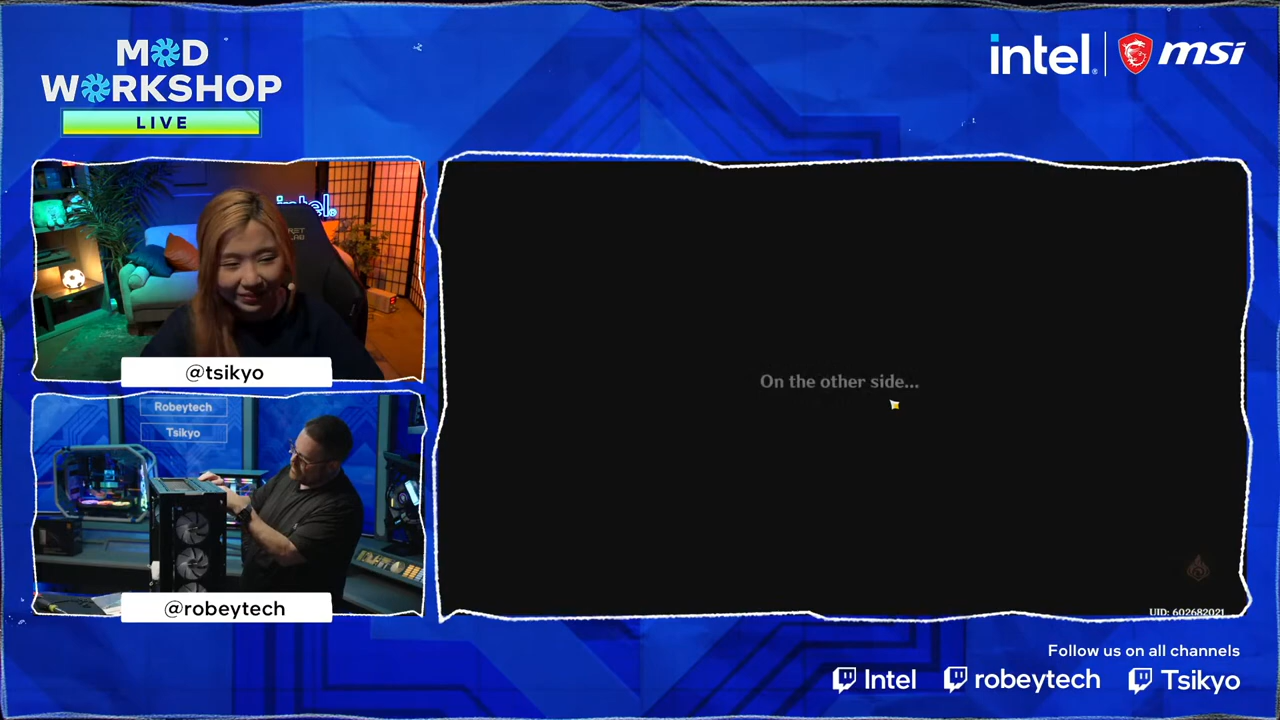 MOD
WORKSHOP
LIVE
intel
msi
intel.
@tsikyo
Robeytech
Tsikyo
@robeytech
On the other side...
UID: 602682021
Follow us on all channels
Intel
robeytech
Tsikyo